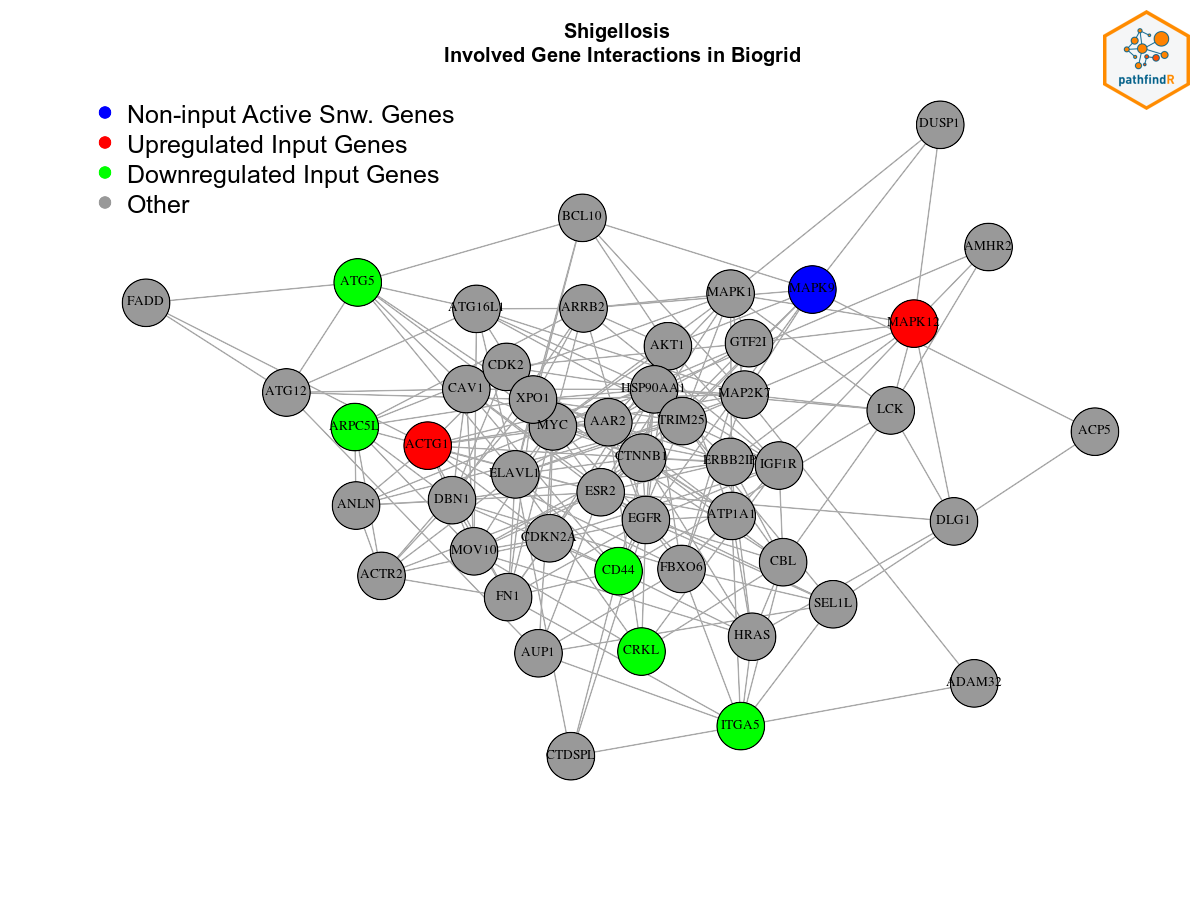 Shigellosis
Involved Gene Interactions in Biogrid
pathfindR
Non-input Active Snw. Genes
Upregulated Input Genes
Downregulated Input Genes
Other
DUSP1
BCL10
AMHR2
ATG5
MAPK9
FADD
MAPK1
ATG16L1
ARRB2
MAPK12
AKT1
GTF2I
CDK2
ATG12
CAV1
HSP90AA1
MAP2K7
XPO1
LCK
ARPC5L
MYC
AAR2
TRIM25
ACP5
ACTG1
CTNNB1
ERBB2IP
IGF1R
ELAVL1
ANLN
DBN1
ESR2
EGFR
ATP1A1
DLG1
MOV10
CDKN2A
ACTR2
CD44
FBXO6
CBL
FN1
SEL1L
HRAS
AUP1
CRKL
ADAM32
ITGA5
CTDSPL